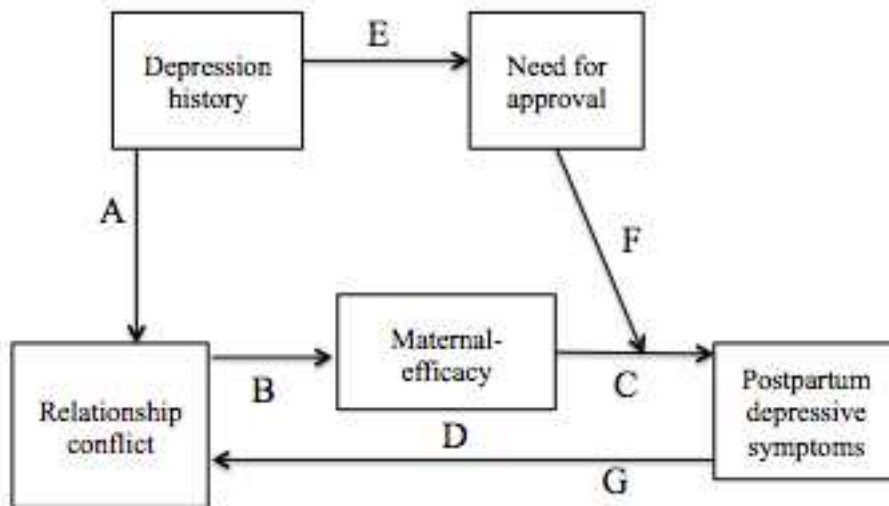 E
Depression
history
Need for
approval
A
F
Maternal-
efficacy
B
C
Relationship
conflict
Postpartum
depressive
symptoms
D
G